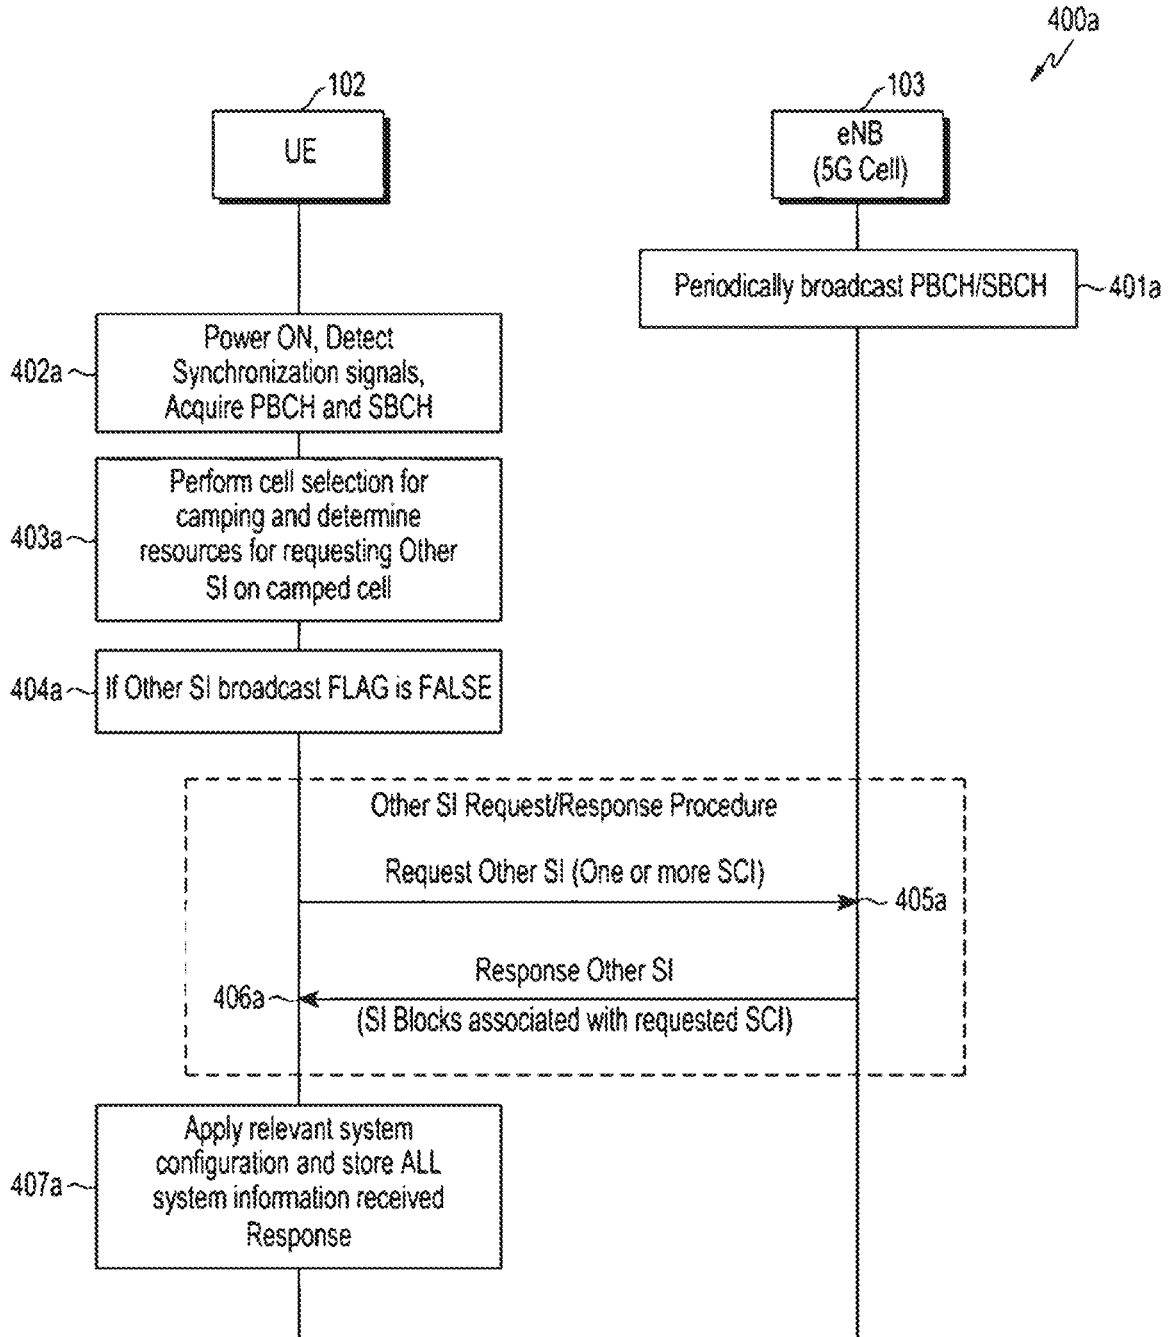 400a
102
103
UE
eNB
(5G Cell)
Periodically broadcast PBCH/SBCH
401a
Power ON, Detect
Synchronization signals,
Acquire PBCH and SBCH
402a
Perform cell selection for
camping and determine
resources for requesting Other
SI on camped cell
403a
If Other SI broadcast FLAG is FALSE
404a
Other SI Request/Response Procedure
Request Other SI (One or more SCI)
405a
Response Other SI
406a
(SI Blocks associated with requested SCI)
Apply relevant system
configuration and store ALL
system information received
Response
407a